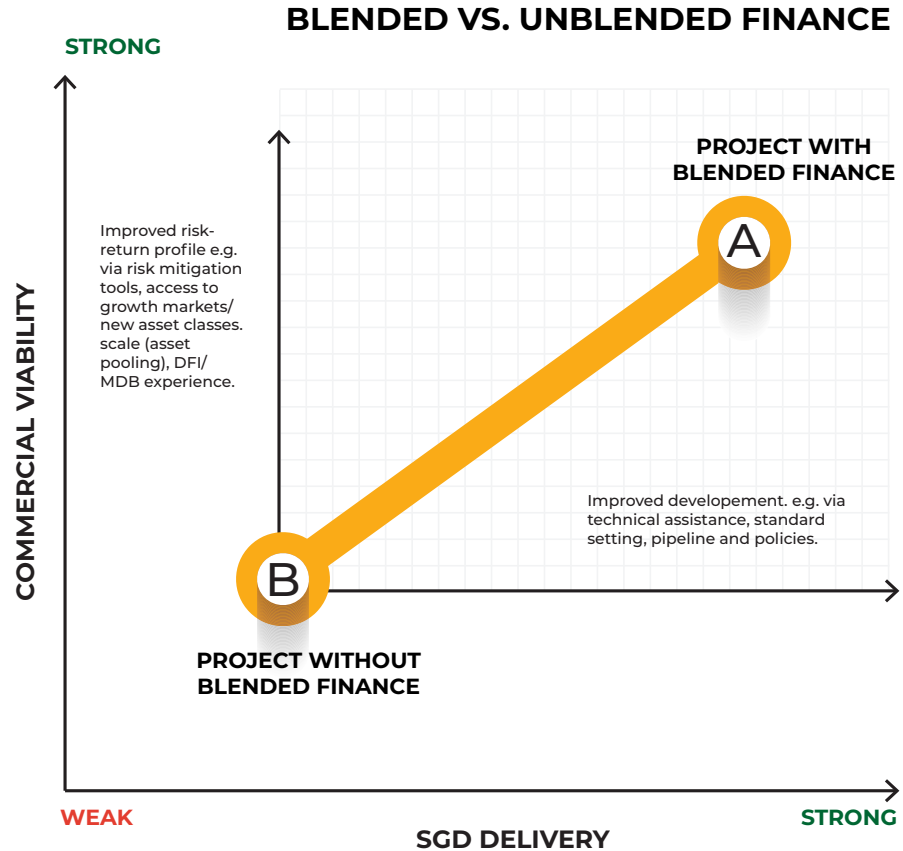 BLENDED VS. UNBLENDED FINANCE
STRONG
PROJECT WITH
BLENDED FINANCE
A
Improved risk-
return profile e.g.
via risk mitigation
tools, access to
growth markets/
new asset classes.
scale (asset
pooling), DFI/
MDB experience.
COMMERCIAL VIABILITY
Improved developement. e.g. via
technical assistance, standard
setting, pipeline and policies.
B
PROJECT WITHOUT
BLENDED FINANCE
WEAK
STRONG
SGD DELIVERY